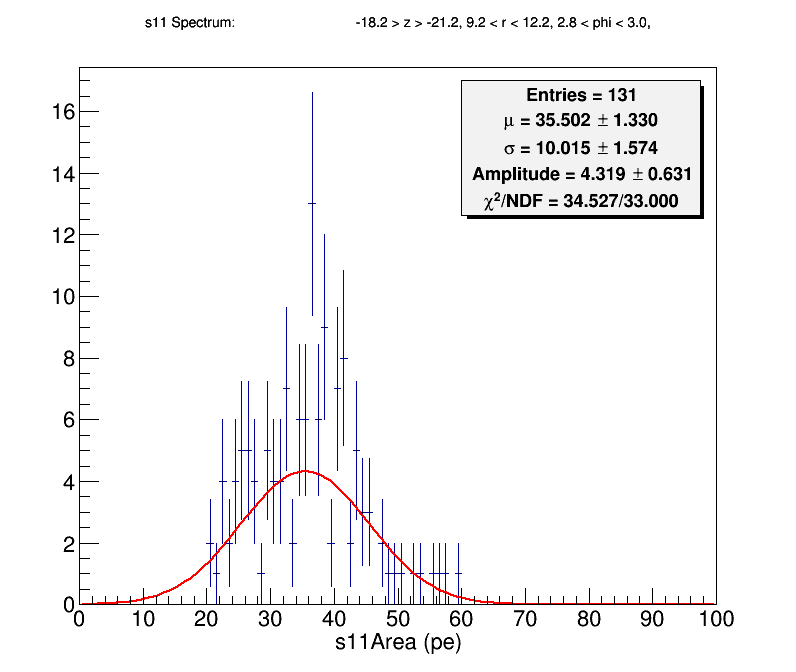 s11 Spectrum: -18.2 > z > -21.2, 9.2 < r < 12.2, 2.8 < phi < 3.0,
Entries = 131
μ = 35.502 ± 1.330
σ = 10.015 ± 1.574
Amplitude = 4.319 ± 0.631
χ²/NDF = 34.527/33.000
16
14
12
10
8
6
4
2
0
0 10 20 30 40 50 60 70 80 90 100
s11Area (pe)